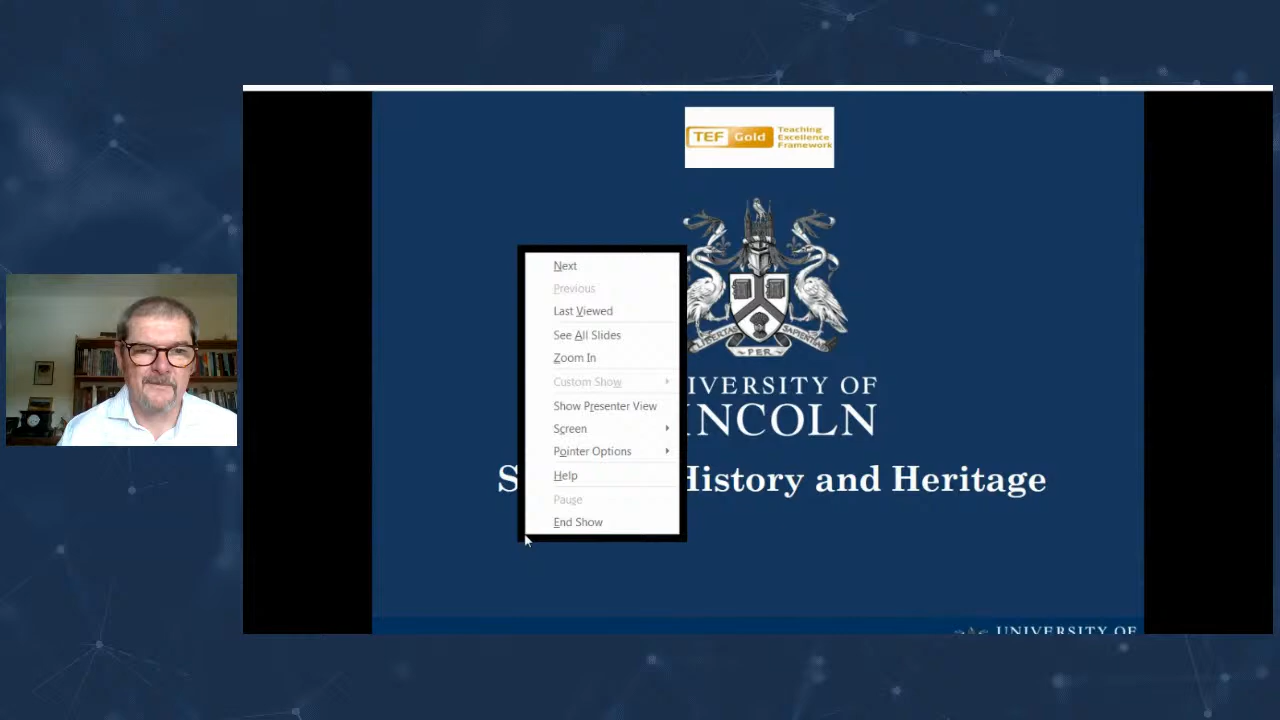 TEF Gold Teaching
Excellence
Framework
LIBERTAS SAPIENTIAM
PER
IVERSITY OF
NCOLN
S History and Heritage
Next
Previous
Last Viewed
See All Slides
Zoom In
Custom Show
Show Presenter View
Screen
Pointer Options
Help
Pause
End Show
UNIVERSITY OF